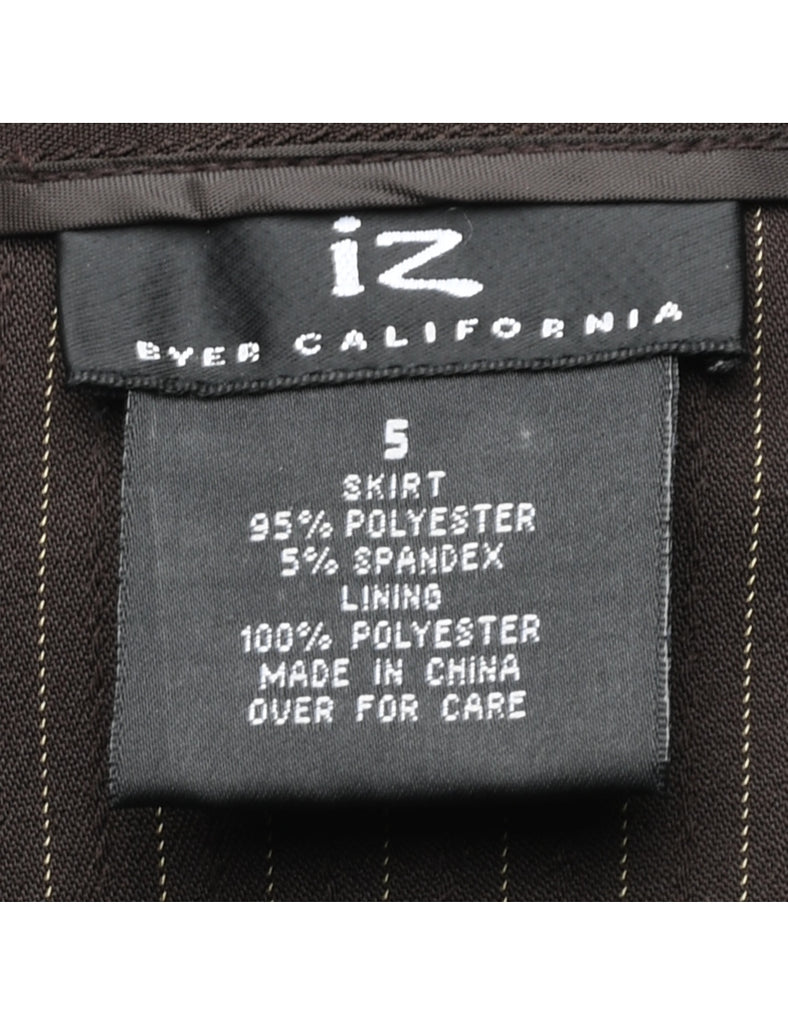 iz
BYER CALIFORNIA
5
SKIRT
95% POLYESTER
5% SPANDEX
LINING
100% POLYESTER
MADE IN CHINA
OVER FOR CARE